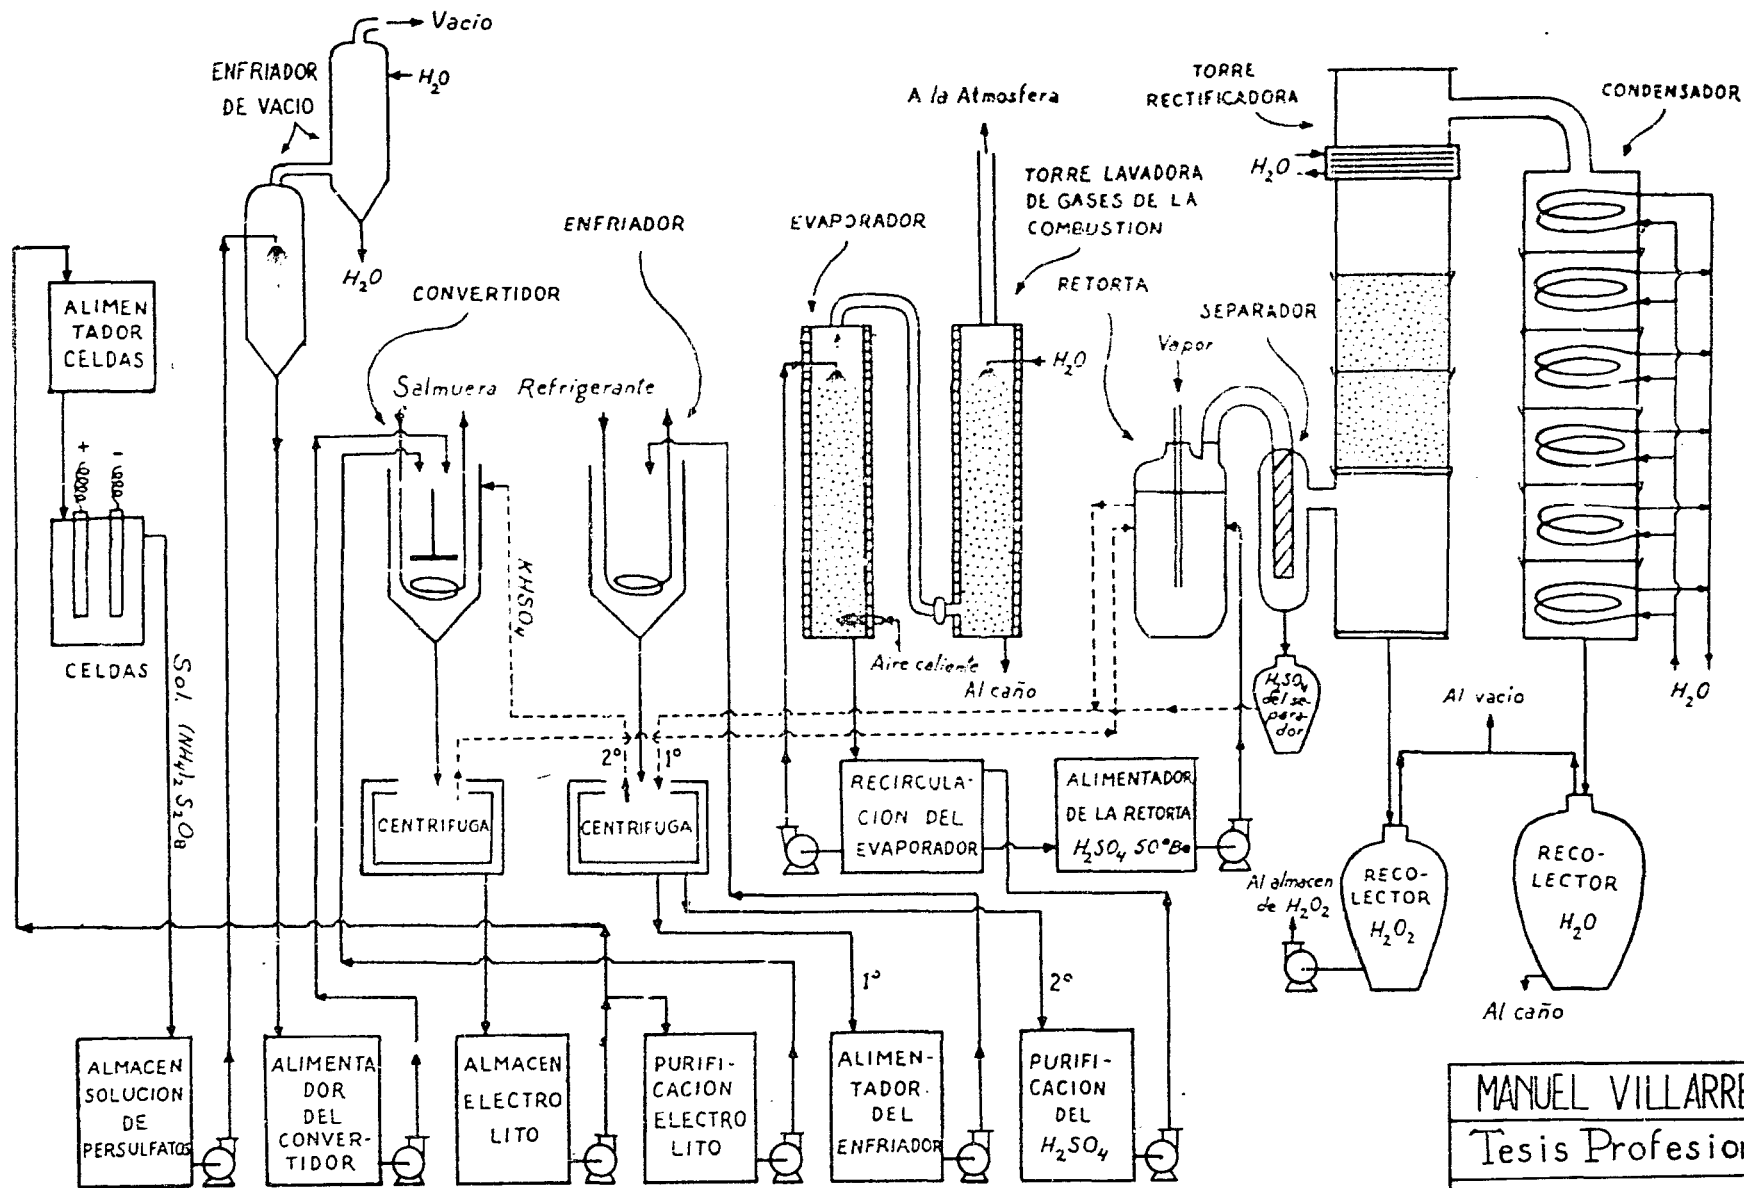 Vacio
ENFRIADOR
DE VACIO
H₂O
H₂O
ALIMEN
TADOR
CELDAS
+
-
CELDAS
Sol. (NH₄)₂ S₂O₈
CONVERTIDOR
ENFRIADOR
Salmuera Refrigerante
KHSO₄
EVAPORADOR
A la Atmosfera
TORRE LAVADORA
DE GASES DE LA
COMBUSTION
H₂O
Aire caliente
Al caño
RETORTA
Vapor
SEPARADOR
H₂SO₄
del se-
para-
dor
TORRE
RECTIFICADORA
H₂O
CONDENSADOR
H₂O
Al vacio
2º
1º
CENTRIFUGA
CENTRIFUGA
RECIRCULA-
CION DEL
EVAPORADOR
ALIMENTADOR
DE LA RETORTA
H₂SO₄ 50°Be
Al almacen
de H₂O₂
RECO-
LECTOR
H₂O₂
RECO-
LECTOR
H₂O
Al caño
1º
2º
ALMACEN
SOLUCION
DE
PERSULFATOS
ALIMENTA
DOR
DEL
CONVER-
TIDOR
ALMACEN
ELECTRO
LITO
PURIFI-
CACION
ELECTRO
LITO
ALIMEN-
TADOR.
DEL
ENFRIADOR
PURIFI-
CACION
DEL
H₂SO₄
MANUEL VILLARRE
Tesis Profesion